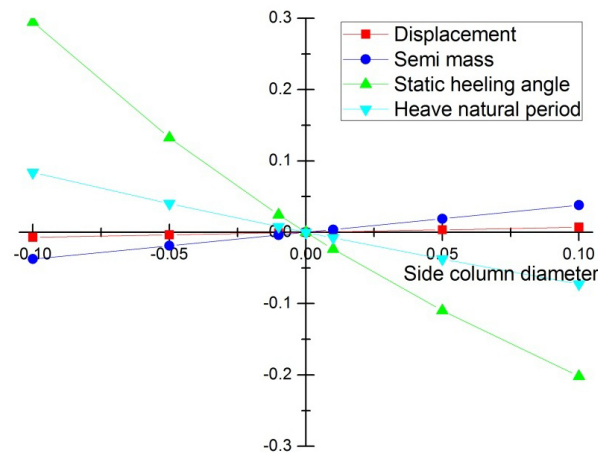 0.3
Displacement
Semi mass
Static heeling angle
Heave natural period
0.2
0.1
0.0
-0.10 -0.05 0.00 0.05 0.10
Side column diameter
-0.1
-0.2
-0.3